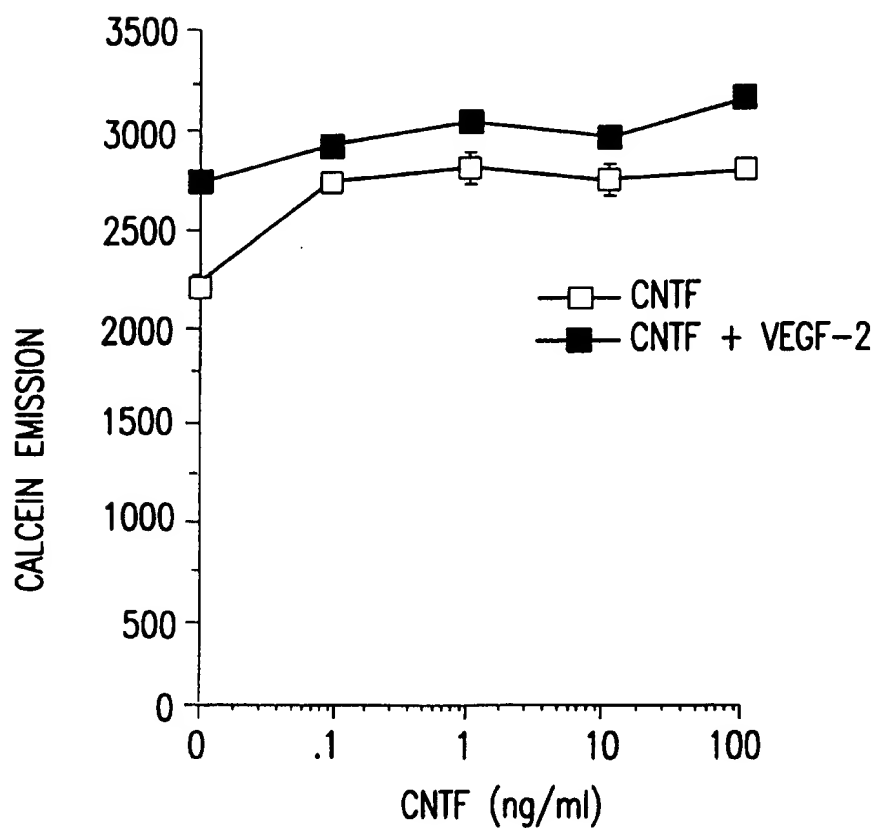 3500
3000
2500
2000
1500
1000
500
0
CALCEIN EMISSION
CNTF
CNTF + VEGF-2
0 .1 1 10 100
CNTF (ng/ml)